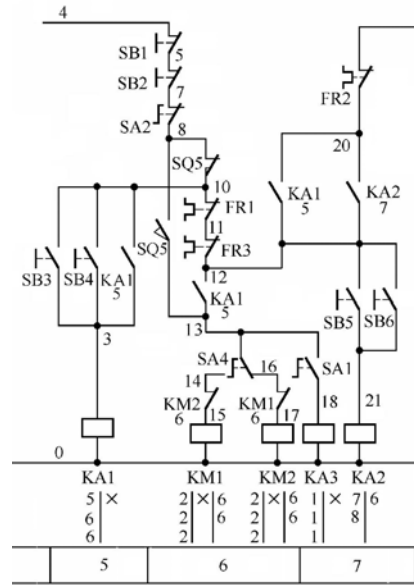 4
SB1
5
SB2
7
FR2
SA2
8
20
SQ5
10
KA1
5
KA2
7
FR1
11
SQ5
FR3
SB3
SB4
KA1
5
12
KA1
5
SB5
SB6
3
13
SA4
16
SA1
14
KM2
6
15
KM1
6
17
18
21
0
KA1 KM1 KM2 KA3 KA2
5 × 2 × 6 2 × 6 1 × 7 6
6 2 6 2 6 1 8
6 2 2 1
5 6 7